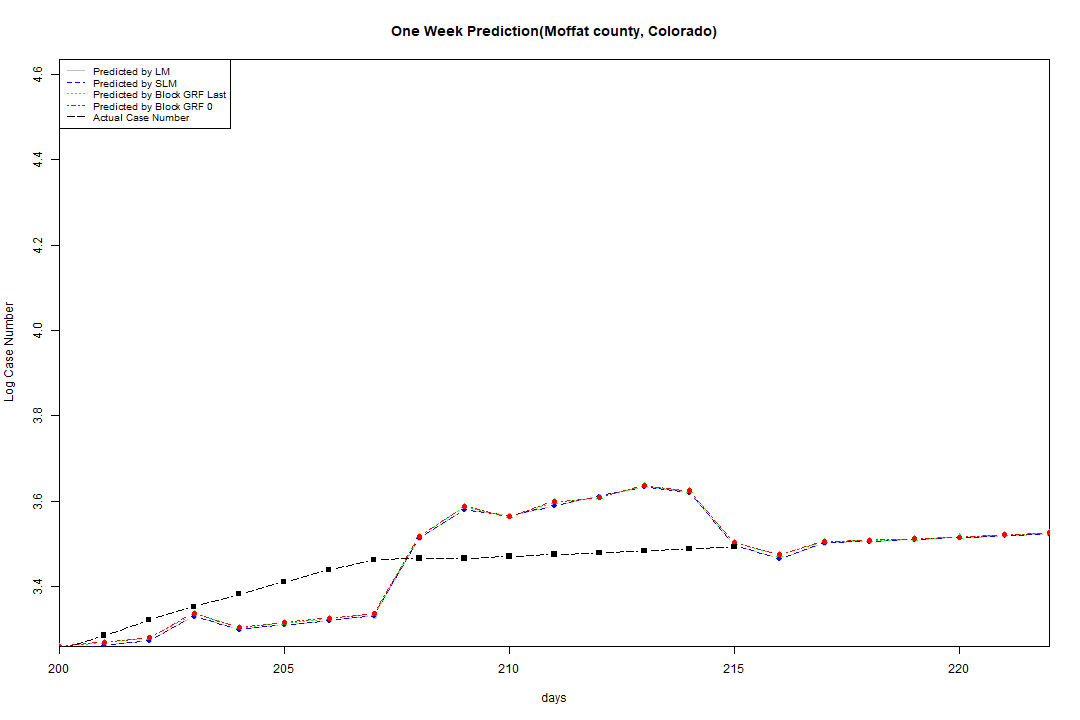 One Week Prediction(Moffat county, Colorado)
Predicted by LM
Predicted by SLM
Predicted by Block GRF Last
Predicted by Block GRF 0
Actual Case Number
4.6
4.4
4.2
4.0
3.8
3.6
3.4
Log Case Number
200 205 210 215 220
days